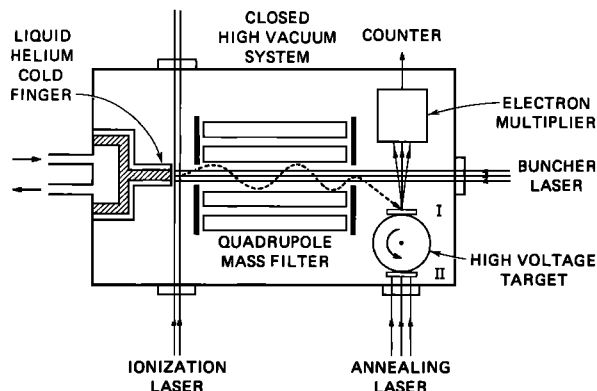 CLOSED
HIGH VACUUM
SYSTEM
LIQUID
HELIUM
COLD
FINGER
COUNTER
ELECTRON
MULTIPLIER
BUNCHER
LASER
I
QUADRUPOLE
MASS FILTER
II
HIGH VOLTAGE
TARGET
IONIZATION
LASER
ANNEALING
LASER